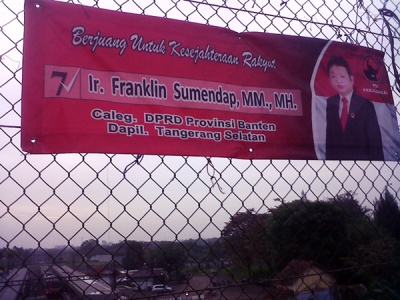 Berjuang Untuk Kesejahteraan Rakyat
7 Ir. Franklin Sumendap, MM., MH.
Caleg. DPRD Provinsi Banten
Dapil. Tangerang Selatan